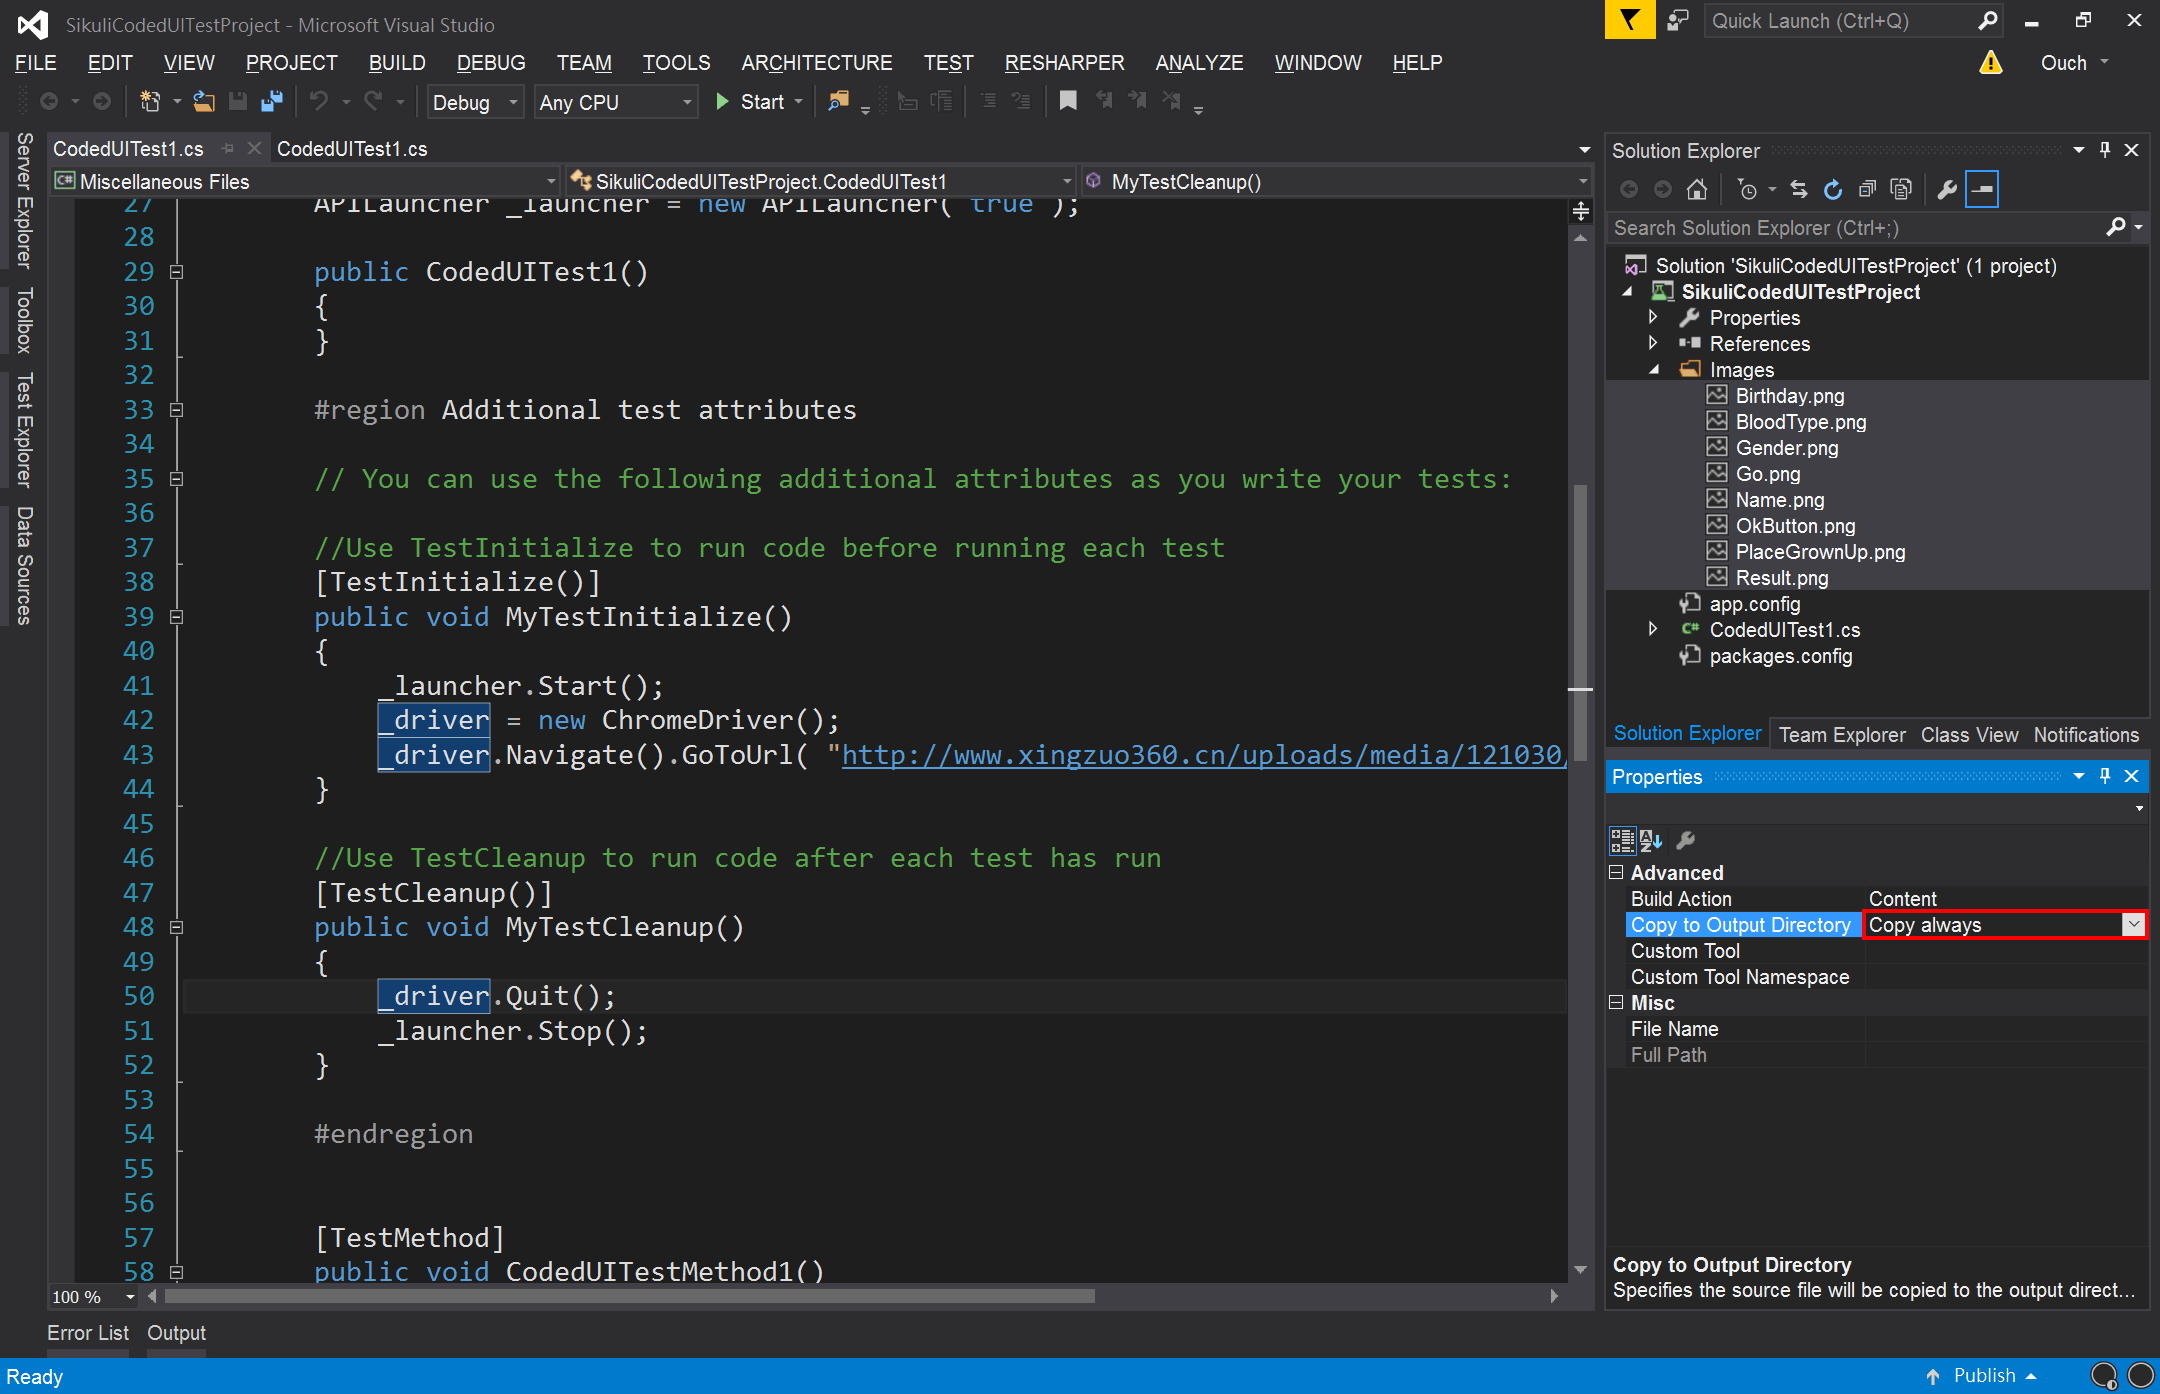 SikuliCodedUITestProject - Microsoft Visual Studio
Quick Launch (Ctrl+Q)
FILE EDIT VIEW PROJECT BUILD DEBUG TEAM TOOLS ARCHITECTURE TEST RESHARPER ANALYZE WINDOW HELP
Ouch
Debug Any CPU Start
Server Explorer
Toolbox
Test Explorer
Data Sources
CodedUITest1.cs CodedUITest1.cs
Miscellaneous Files SikuliCodedUITestProject.CodedUITest1 MyTestCleanup()
27 APILauncher _launcher = new APILauncher( true );
28
29 public CodedUITest1()
30 {
31 }
32
33 #region Additional test attributes
34
35 // You can use the following additional attributes as you write your tests:
36
37 //Use TestInitialize to run code before running each test
38 [TestInitialize()]
39 public void MyTestInitialize()
40 {
41 _launcher.Start();
42 _driver = new ChromeDriver();
43 _driver.Navigate().GoToUrl( "http://www.xingzuo360.cn/uploads/media/121030/
44 }
45
46 //Use TestCleanup to run code after each test has run
47 [TestCleanup()]
48 public void MyTestCleanup()
49 {
50 _driver.Quit();
51 _launcher.Stop();
52 }
53
54 #endregion
55
56
57 [TestMethod]
58 public void CodedUITestMethod1()
100 %
Error List Output
Ready
Solution Explorer
Search Solution Explorer (Ctrl+;)
Solution 'SikuliCodedUITestProject' (1 project)
SikuliCodedUITestProject
Properties
References
Images
Birthday.png
BloodType.png
Gender.png
Go.png
Name.png
OkButton.png
PlaceGrownUp.png
Result.png
app.config
C# CodedUITest1.cs
packages.config
Solution Explorer Team Explorer Class View Notifications
Properties
Advanced
Build Action Content
Copy to Output Directory Copy always
Custom Tool
Custom Tool Namespace
Misc
File Name
Full Path
Copy to Output Directory
Specifies the source file will be copied to the output direct...
Publish